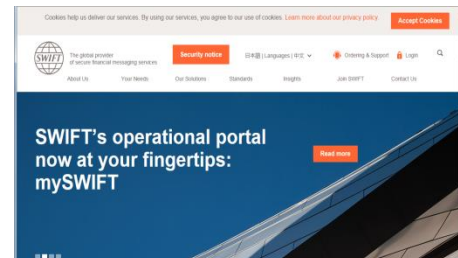 Cookies help us deliver our services. By using our services, you agree to our use of cookies. Learn more about our privacy policy
Accept Cookies
SWIFT
The global provider
of secure financial messaging services
Security notice
日本語 | Languages | 中文
Ordering & Support
Login
About Us
Your Needs
Our Solutions
Standards
Insights
Join SWIFT
Contact Us
SWIFT's operational portal
now at your fingertips:
mySWIFT
Read more